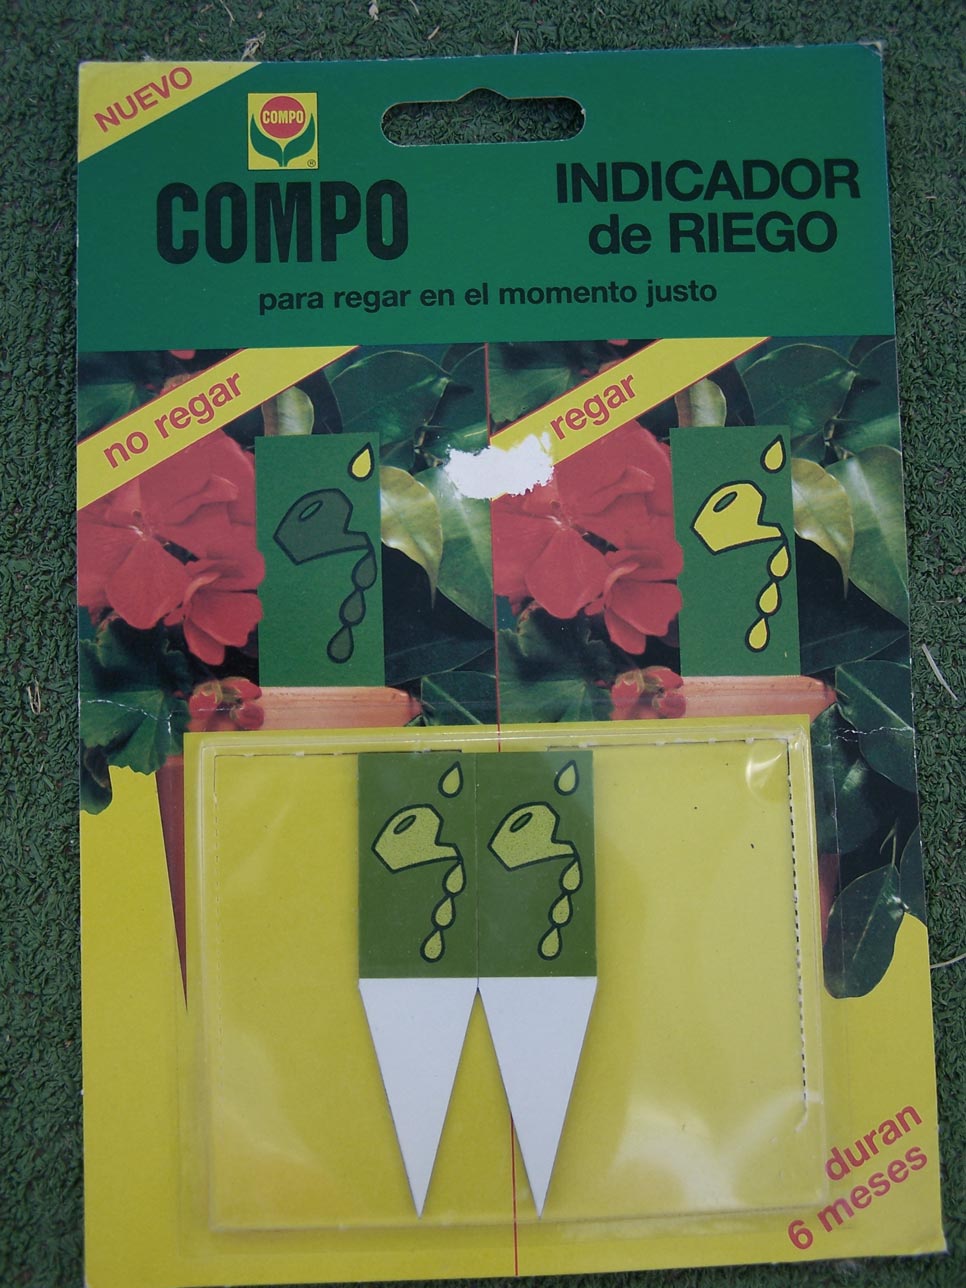 NUEVO
COMPO
®
COMPO
INDICADOR
de RIEGO
para regar en el momento justo
no regar
regar
duran
6 meses